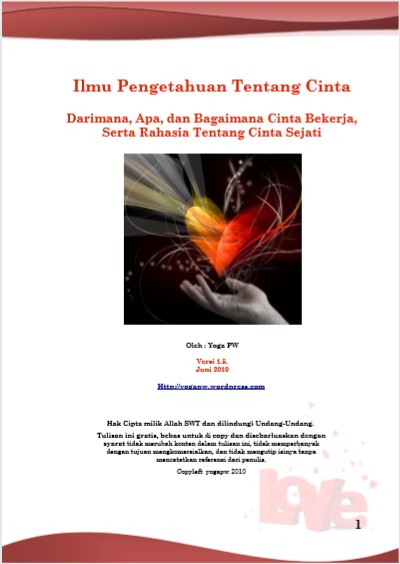 Ilmu Pengetahuan Tentang Cinta
Darimana, Apa, dan Bagaimana Cinta Bekerja,
Serta Rahasia Tentang Cinta Sejati
Oleh : Yoga PW
Versi 1.5.
Juni 2010
Http://yogapw.wordpress.com
Hak Cipta milik Allah SWT dan dilindungi Undang-Undang.
Tulisan ini gratis, bebas untuk di copy dan disebarluaskan dengan
syarat tidak merubah konten dalam tulisan ini, tidak memperbanyak
dengan tujuan mengkomersialkan, dan tidak mengutip isinya tanpa
mencatatkan referensi dari penulis.
Copyleft yogapw 2010
Love
1